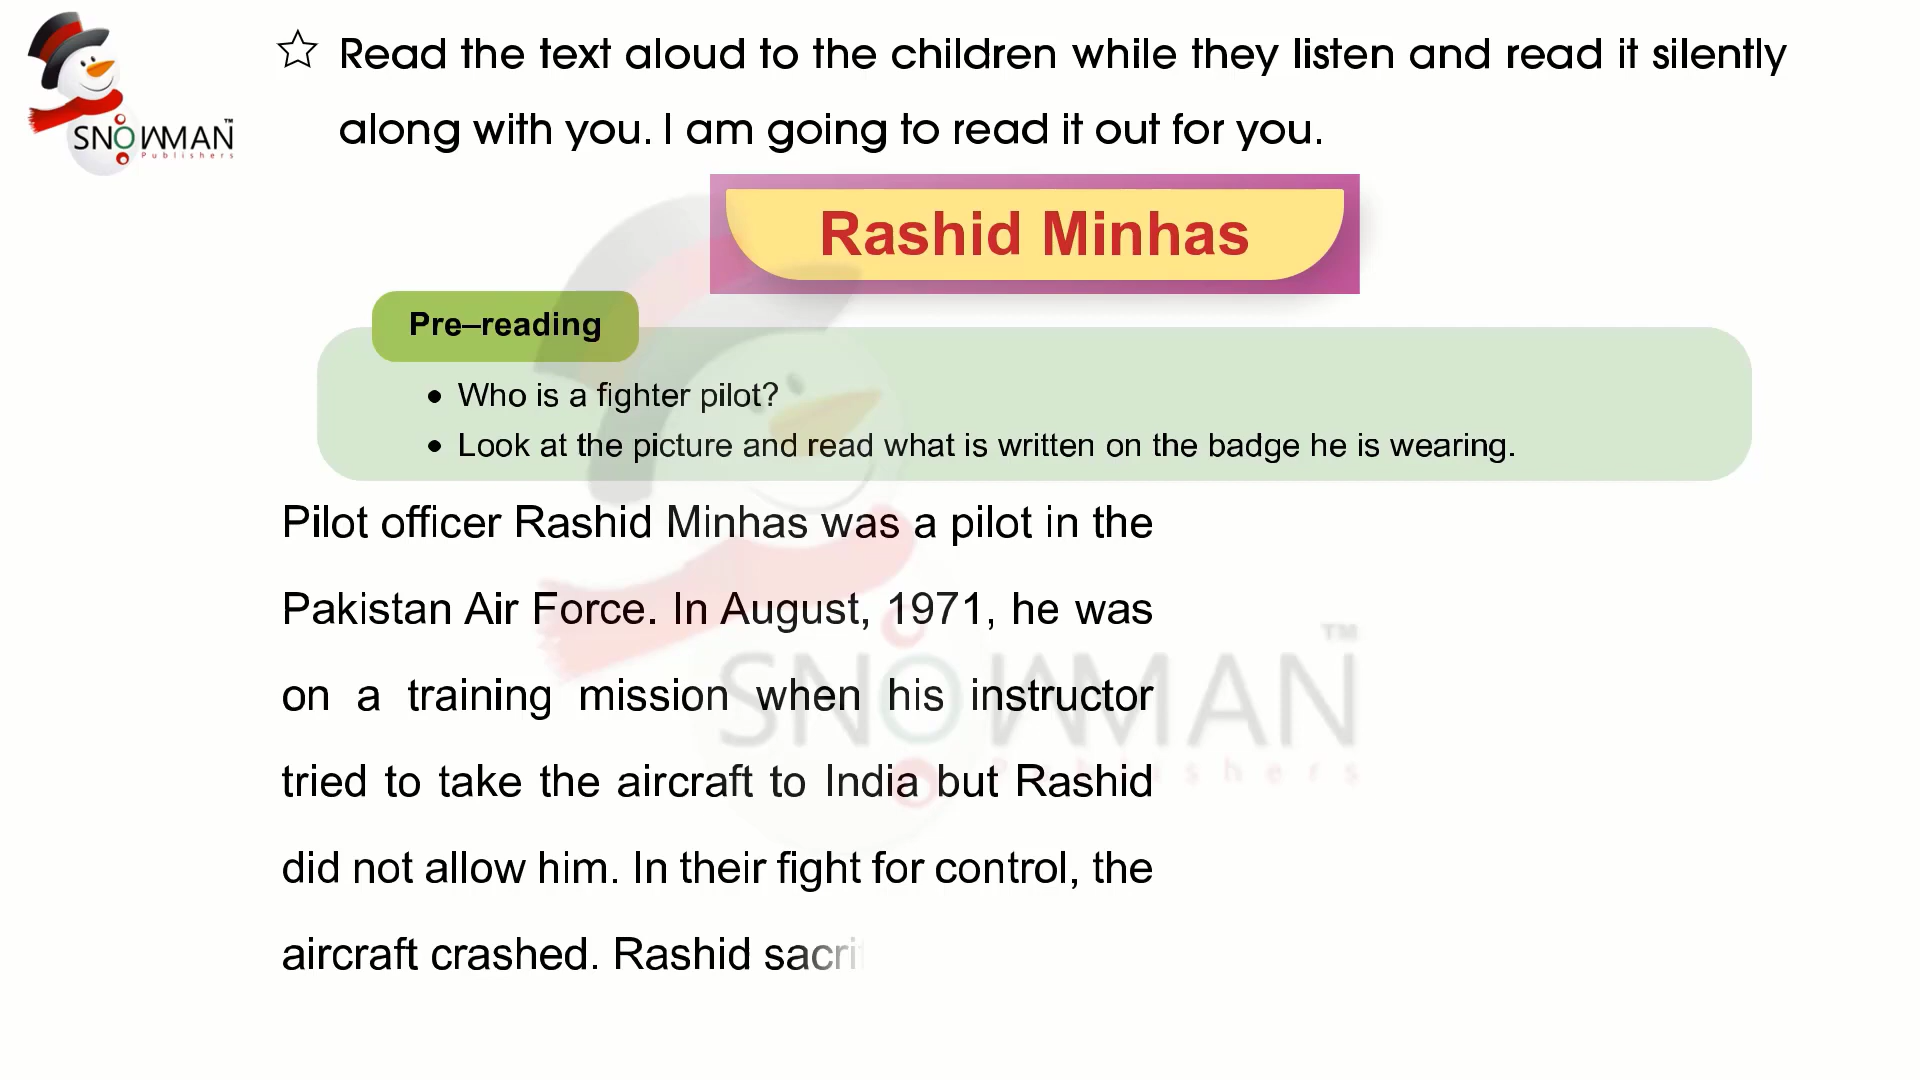 SNOWMAN™
Publishers
Read the text aloud to the children while they listen and read it silently
along with you. I am going to read it out for you.
Rashid Minhas
Pre–reading
• Who is a fighter pilot?
• Look at the picture and read what is written on the badge he is wearing.
Pilot officer Rashid Minhas was a pilot in the
Pakistan Air Force. In August, 1971, he was
on a training mission when his instructor
tried to take the aircraft to India but Rashid
did not allow him. In their fight for control, the
aircraft crashed. Rashid
SNOWMAN™
Publishers